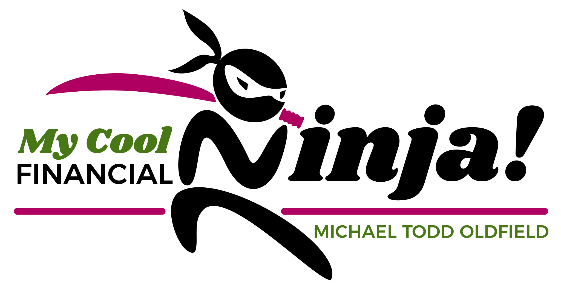 My Cool
FINANCIAL Ninja!
MICHAEL TODD OLDFIELD